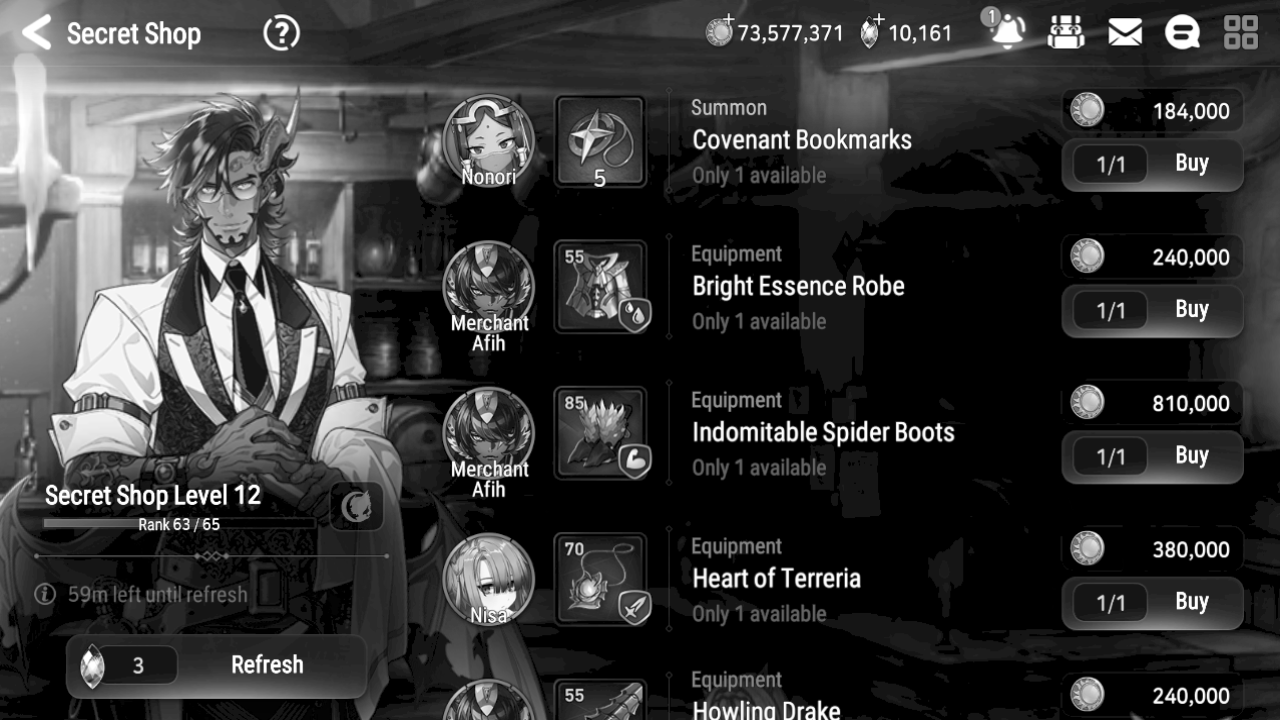 Secret Shop
?
73,577,371
10,161
1
Nonori
5
Summon
Covenant Bookmarks
Only 1 available
184,000
1/1
Buy
Merchant
Afih
55
Equipment
Bright Essence Robe
Only 1 available
240,000
1/1
Buy
Merchant
Afih
85
Equipment
Indomitable Spider Boots
Only 1 available
810,000
1/1
Buy
Secret Shop Level 12
Rank 63 / 65
59m left until refresh
3
Refresh
Nisa
70
Equipment
Heart of Terreria
Only 1 available
380,000
1/1
Buy
55
Equipment
Howling Drake
240,000